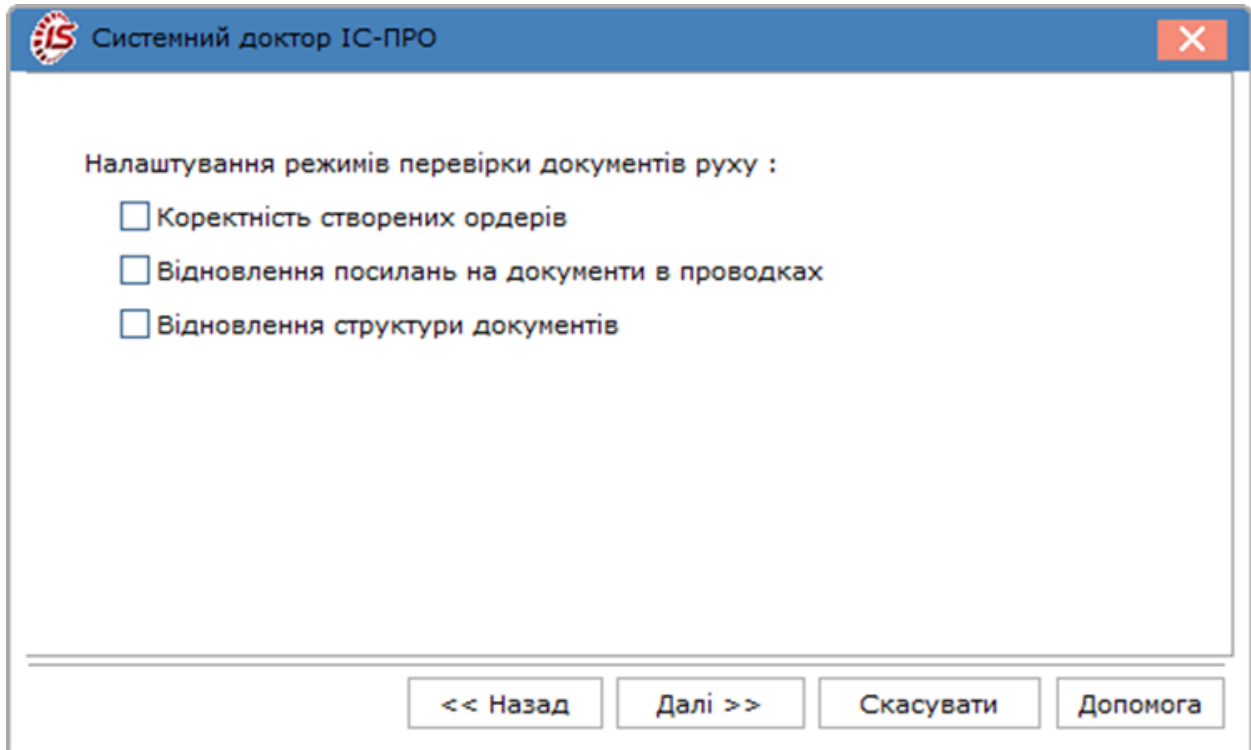 IS Системний доктор ІС-ПРО
Налаштування режимів перевірки документів руху :
Коректність створених ордерів
Відновлення посилань на документи в проводках
Відновлення структури документів
<< Назад Далі >> Скасувати Допомога